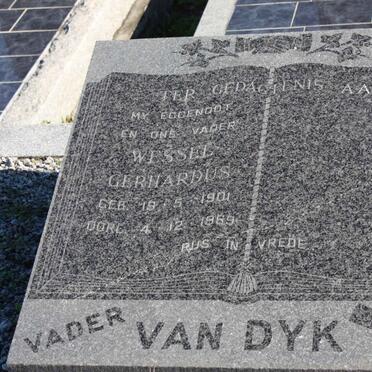 TER GEDAGTENIS AA
MY EGGENOOT
EN ONS VADER
WESSEL
GERHARDUS
GEB. 19-5-1901
OORL. 4-12-1969
RUS IN VREDE
VADER VAN DYK